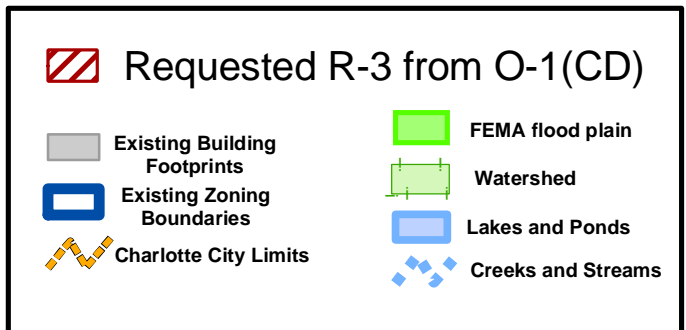 Requested R-3 from O-1(CD)
Existing Building
Footprints
Existing Zoning
Boundaries
Charlotte City Limits
FEMA flood plain
Watershed
Lakes and Ponds
Creeks and Streams